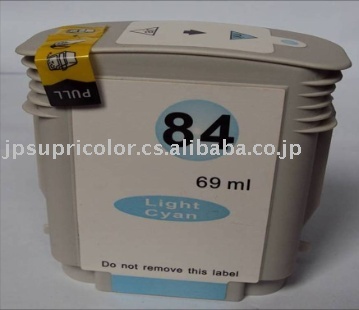 PULL
84
jpsupricolor.cs.alibaba.co.jp
69 ml
Light
Cyan
Do not remove this label